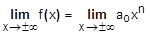 lim f(x) = lim a₀xⁿ
x→±∞ x→±∞